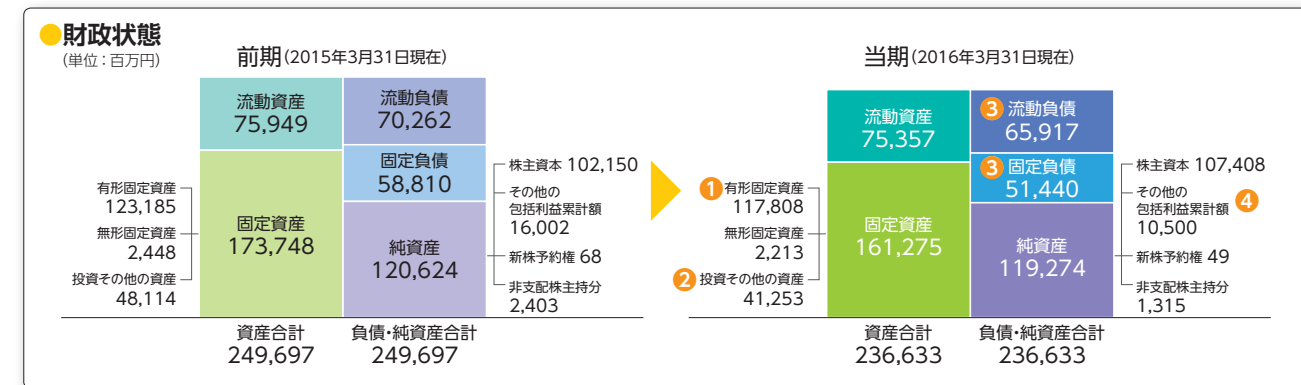 ●財政状態
(単位：百万円)
前期(2015年3月31日現在)
流動資産
75,949
流動負債
70,262
固定負債
58,810
固定資産
173,748
純資産
120,624
有形固定資産
123,185
無形固定資産
2,448
投資その他の資産
48,114
株主資本 102,150
その他の
包括利益累計額
16,002
新株予約権 68
非支配株主持分
2,403
資産合計
249,697
負債・純資産合計
249,697
当期(2016年3月31日現在)
流動資産
75,357
③ 流動負債
65,917
③ 固定負債
51,440
固定資産
161,275
純資産
119,274
① 有形固定資産
117,808
無形固定資産
2,213
② 投資その他の資産
41,253
株主資本 107,408
その他の
包括利益累計額 ④
10,500
新株予約権 49
非支配株主持分
1,315
資産合計
236,633
負債・純資産合計
236,633